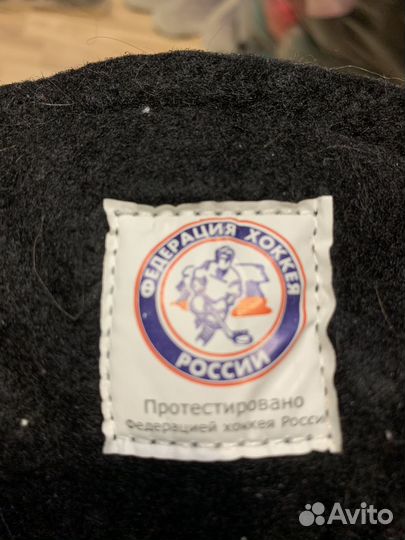 ФЕДЕРАЦИЯ ХОККЕЯ
РОССИИ
Протестировано
Федерацией хоккея Росси
Avito